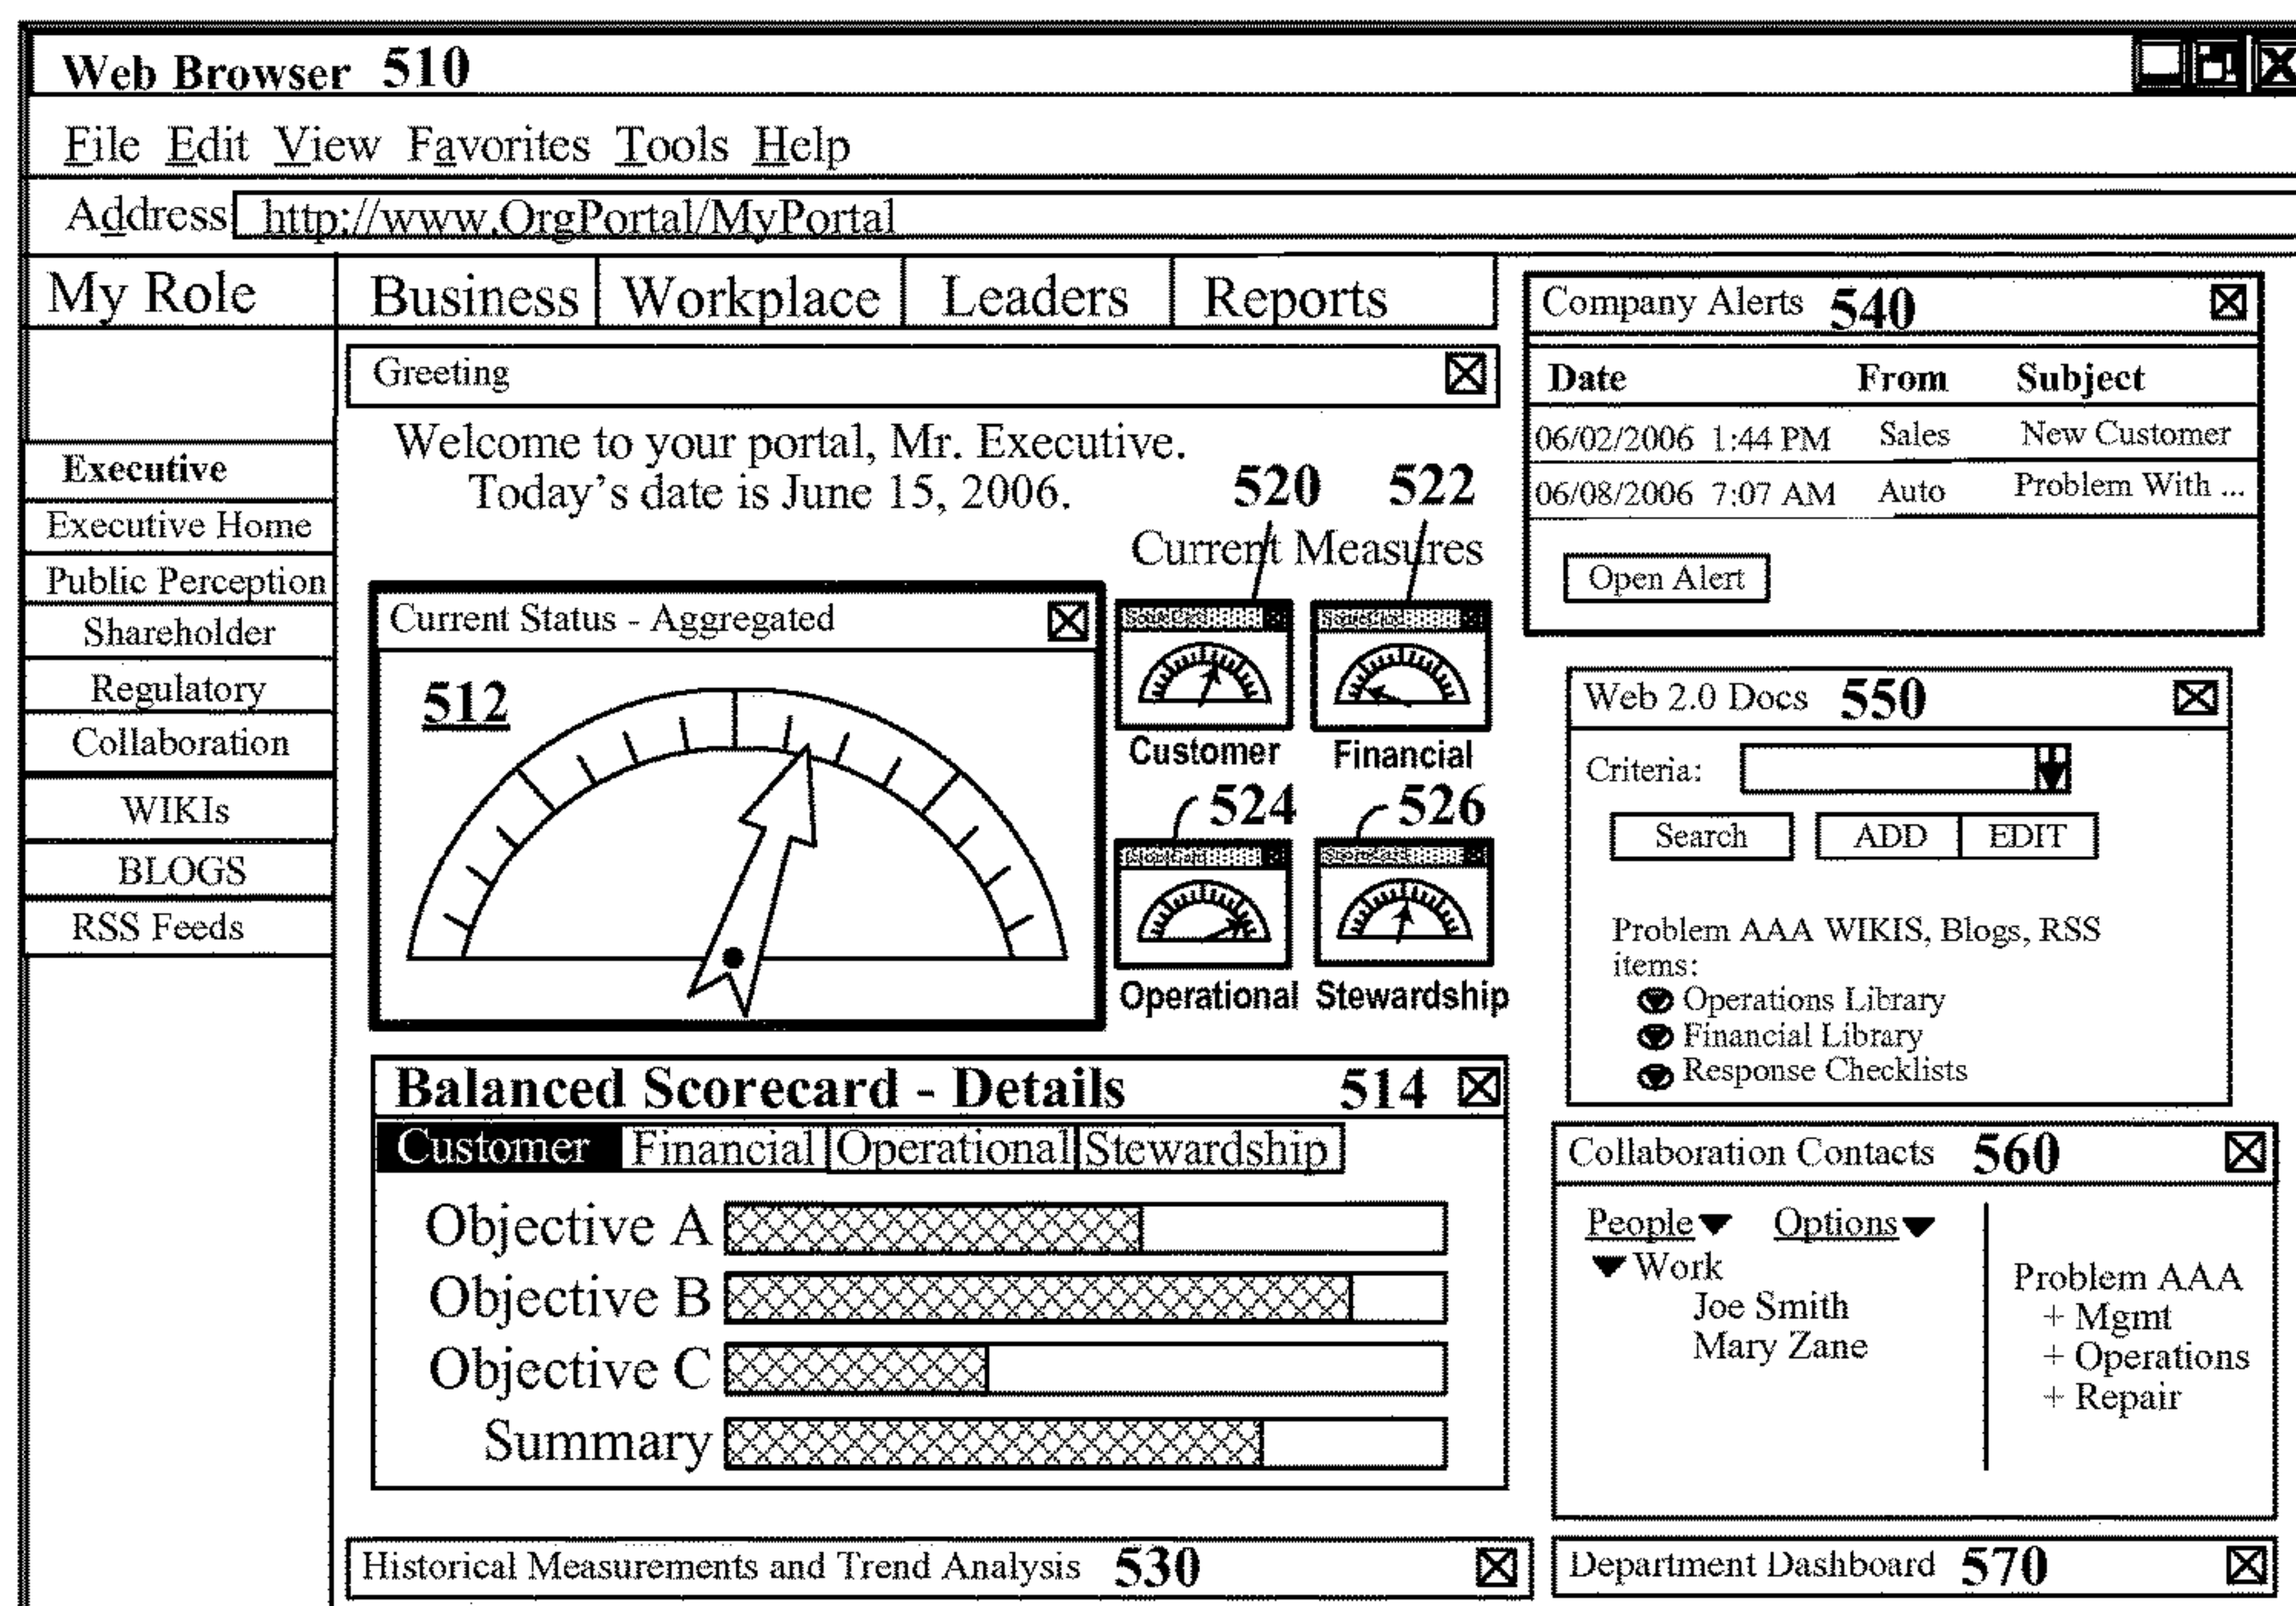 Web Browser 510
File Edit View Favorites Tools Help
Address http://www.OrgPortal/MyPortal
My Role
Business Workplace Leaders Reports
Executive
Executive Home
Public Perception
Shareholder
Regulatory
Collaboration
WIKIs
BLOGS
RSS Feeds
Greeting
Welcome to your portal, Mr. Executive.
Today's date is June 15, 2006.
Current Status - Aggregated
512
520 522
Current Measures
Customer Financial
524 526
Operational Stewardship
Balanced Scorecard - Details 514
Customer Financial Operational Stewardship
Objective A
Objective B
Objective C
Summary
Historical Measurements and Trend Analysis 530
Company Alerts 540
Date From Subject
06/02/2006 1:44 PM Sales New Customer
06/08/2006 7:07 AM Auto Problem With ...
Open Alert
Web 2.0 Docs 550
Criteria:
Search ADD EDIT
Problem AAA WIKIS, Blogs, RSS
items:
Operations Library
Financial Library
Response Checklists
Collaboration Contacts 560
People Options
Work
Joe Smith
Mary Zane
Problem AAA
+ Mgmt
+ Operations
+ Repair
Department Dashboard 570